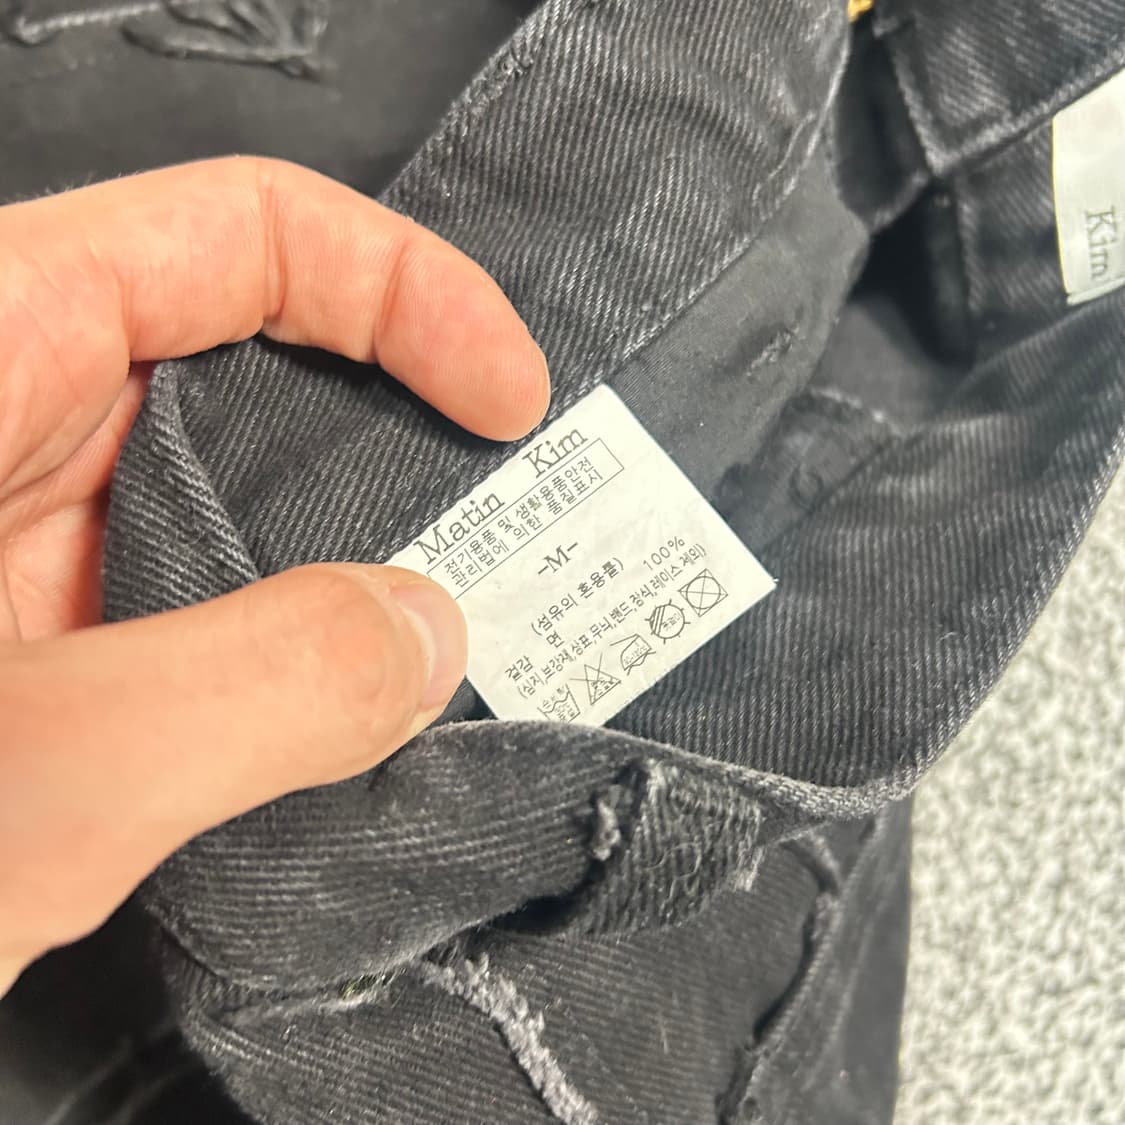 Matin Kim
전기용품 및 생활용품안전
관리법에 의한 품질표시
-M-
(섬유의 혼용률)
겉감 면 100%
(심지,보강재,상표,무늬,밴드,장식,레이스 제외)
Kim